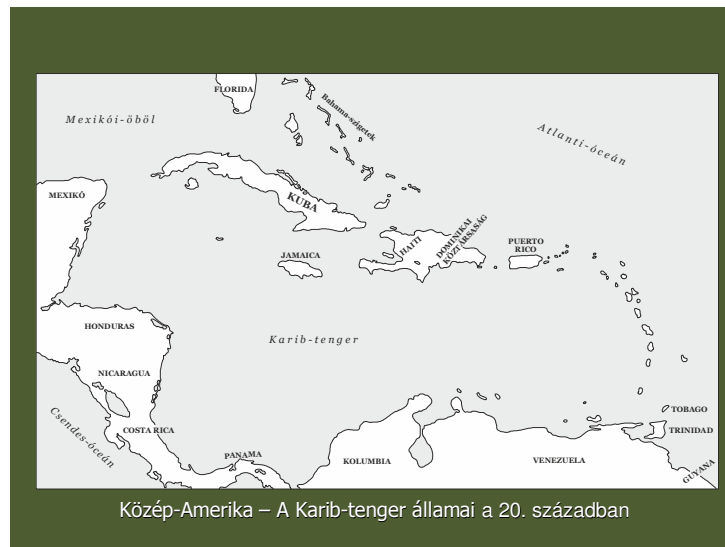 FLORIDA
Mexikói-öböl
Bahama-szigetek
Atlanti-óceán
MEXIKÓ
KUBA
HAITI
DOMINIKAI
KÖZTÁRSASÁG
PUERTO
RICO
JAMAICA
HONDURAS
Karib-tenger
NICARAGUA
Csendes-óceán
COSTA RICA
TOBAGO
TRINIDAD
PANAMA
KOLUMBIA
VENEZUELA
GUYANA
Közép-Amerika – A Karib-tenger államai a 20. században